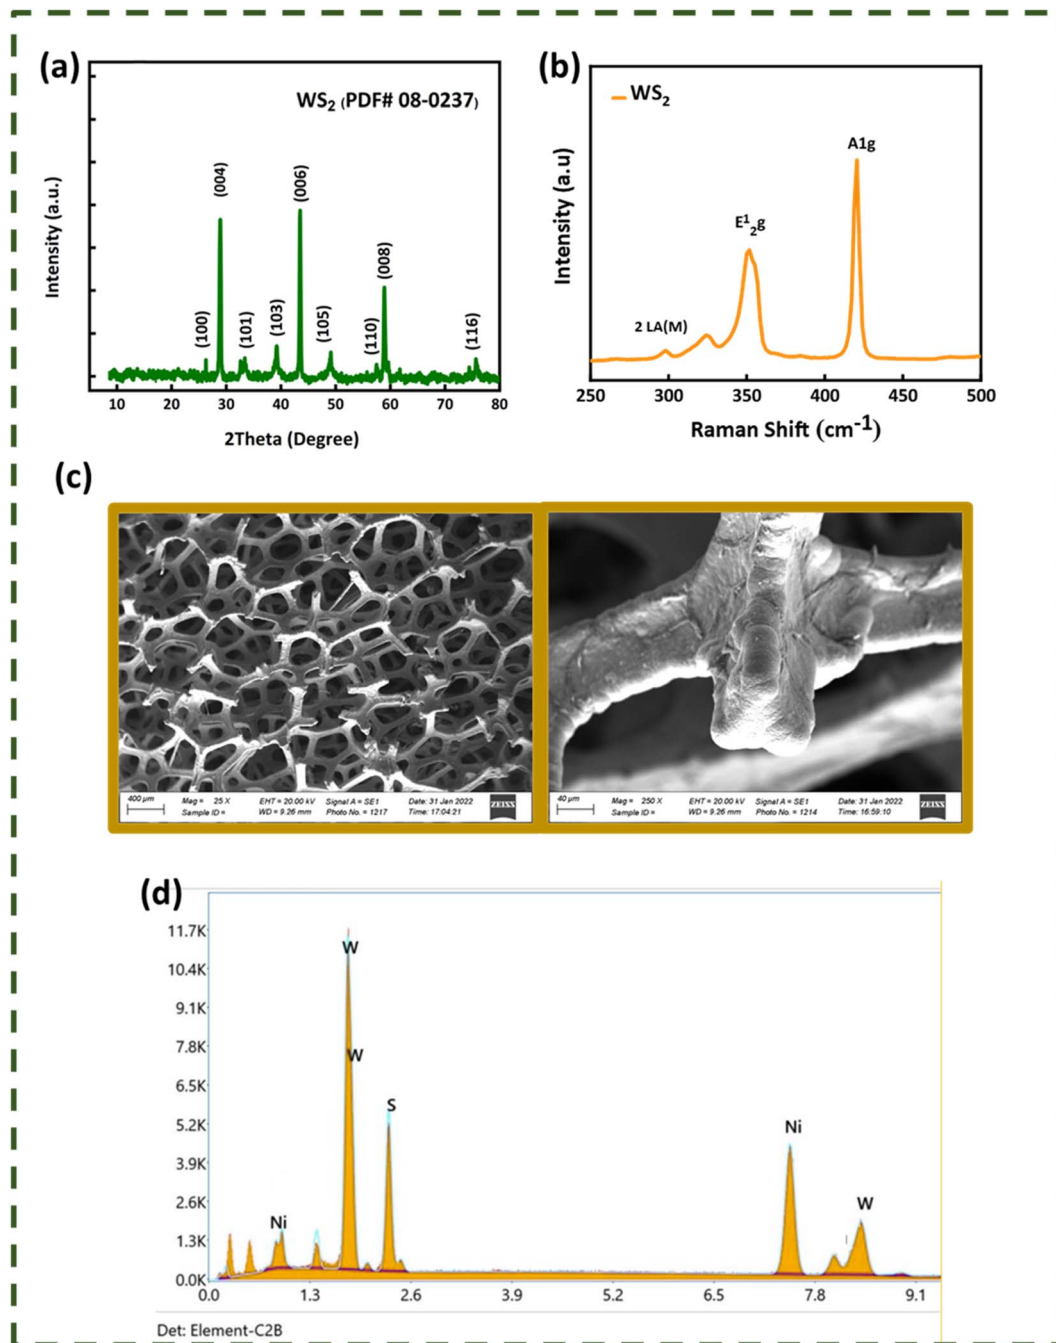 (a)
WS2 (PDF# 08-0237)
Intensity (a.u.)
(100)
(004)
(101)
(103)
(006)
(105)
(110)
(008)
(116)
10 20 30 40 50 60 70 80
2Theta (Degree)
(b)
WS2
Intensity (a.u)
2 LA(M)
E12g
A1g
250 300 350 400 450 500
Raman Shift (cm-1)
(c)
400 µm
Mag = 25 X EHT = 20.00 kV Signal A = SE1 Date: 31 Jan 2022
Sample ID = WD = 9.26 mm Photo No. = 1217 Time: 17:04:21
ZEISS
40 µm
Mag = 250 X EHT = 20.00 kV Signal A = SE1 Date: 31 Jan 2022
Sample ID = WD = 9.26 mm Photo No. = 1214 Time: 16:59:10
ZEISS
(d)
11.7K
10.4K
9.1K
7.8K
6.5K
5.2K
3.9K
2.6K
1.3K
0.0K
Ni
W
W
S
Ni
W
0.0 1.3 2.6 3.9 5.2 6.5 7.8 9.1
Det: Element-C2B